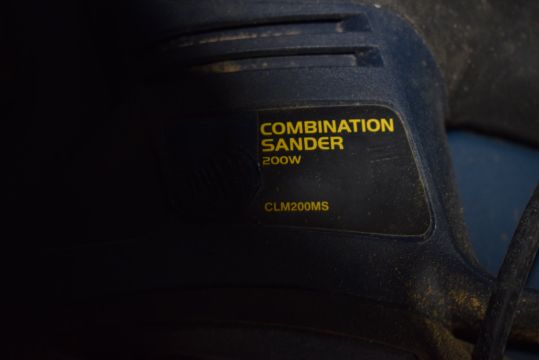 COMBINATION
SANDER
200W
CLM200MS